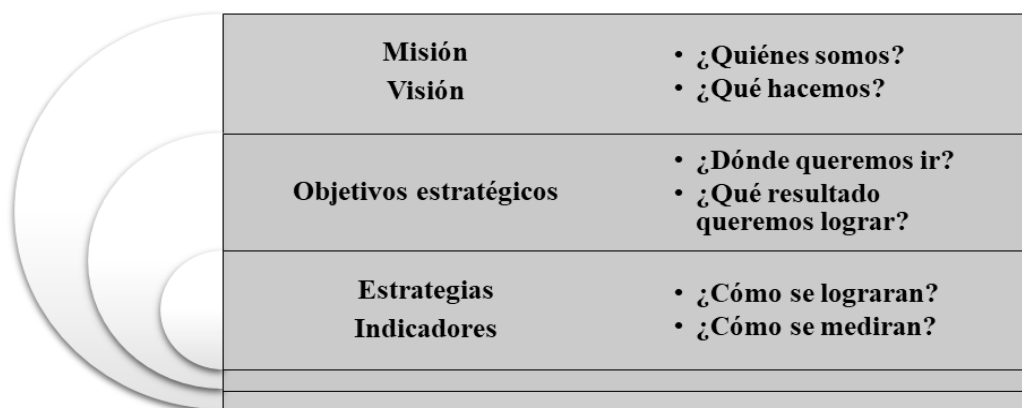 Misión
Visión
• ¿Quiénes somos?
• ¿Qué hacemos?
Objetivos estratégicos
• ¿Dónde queremos ir?
• ¿Qué resultado
queremos lograr?
Estrategias
Indicadores
• ¿Cómo se lograran?
• ¿Cómo se mediran?